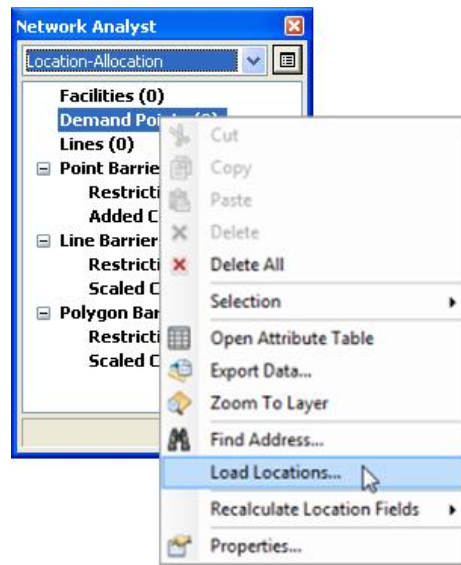 Network Analyst
Location-Allocation
Facilities (0)
Demand Points (0)
Lines (0)
Point Barrie
Restricti
Added C
Line Barrier
Restricti
Scaled C
Polygon Bar
Restricti
Scaled C
Cut
Copy
Paste
Delete
Delete All
Selection
Open Attribute Table
Export Data...
Zoom To Layer
Find Address...
Load Locations...
Recalculate Location Fields
Properties...